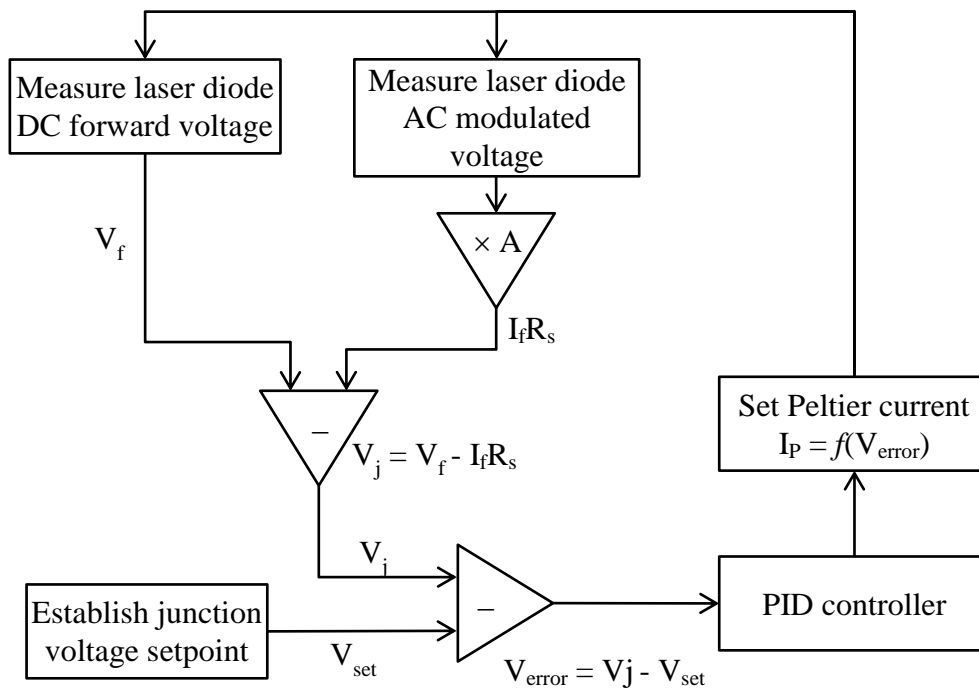 Measure laser diode
DC forward voltage
Measure laser diode
AC modulated
voltage
× A
V_f
I_fR_s
−
V_j = V_f - I_fR_s
Set Peltier current
I_P = f(V_error)
V_j
Establish junction
voltage setpoint
V_set
−
V_error = Vj - V_set
PID controller